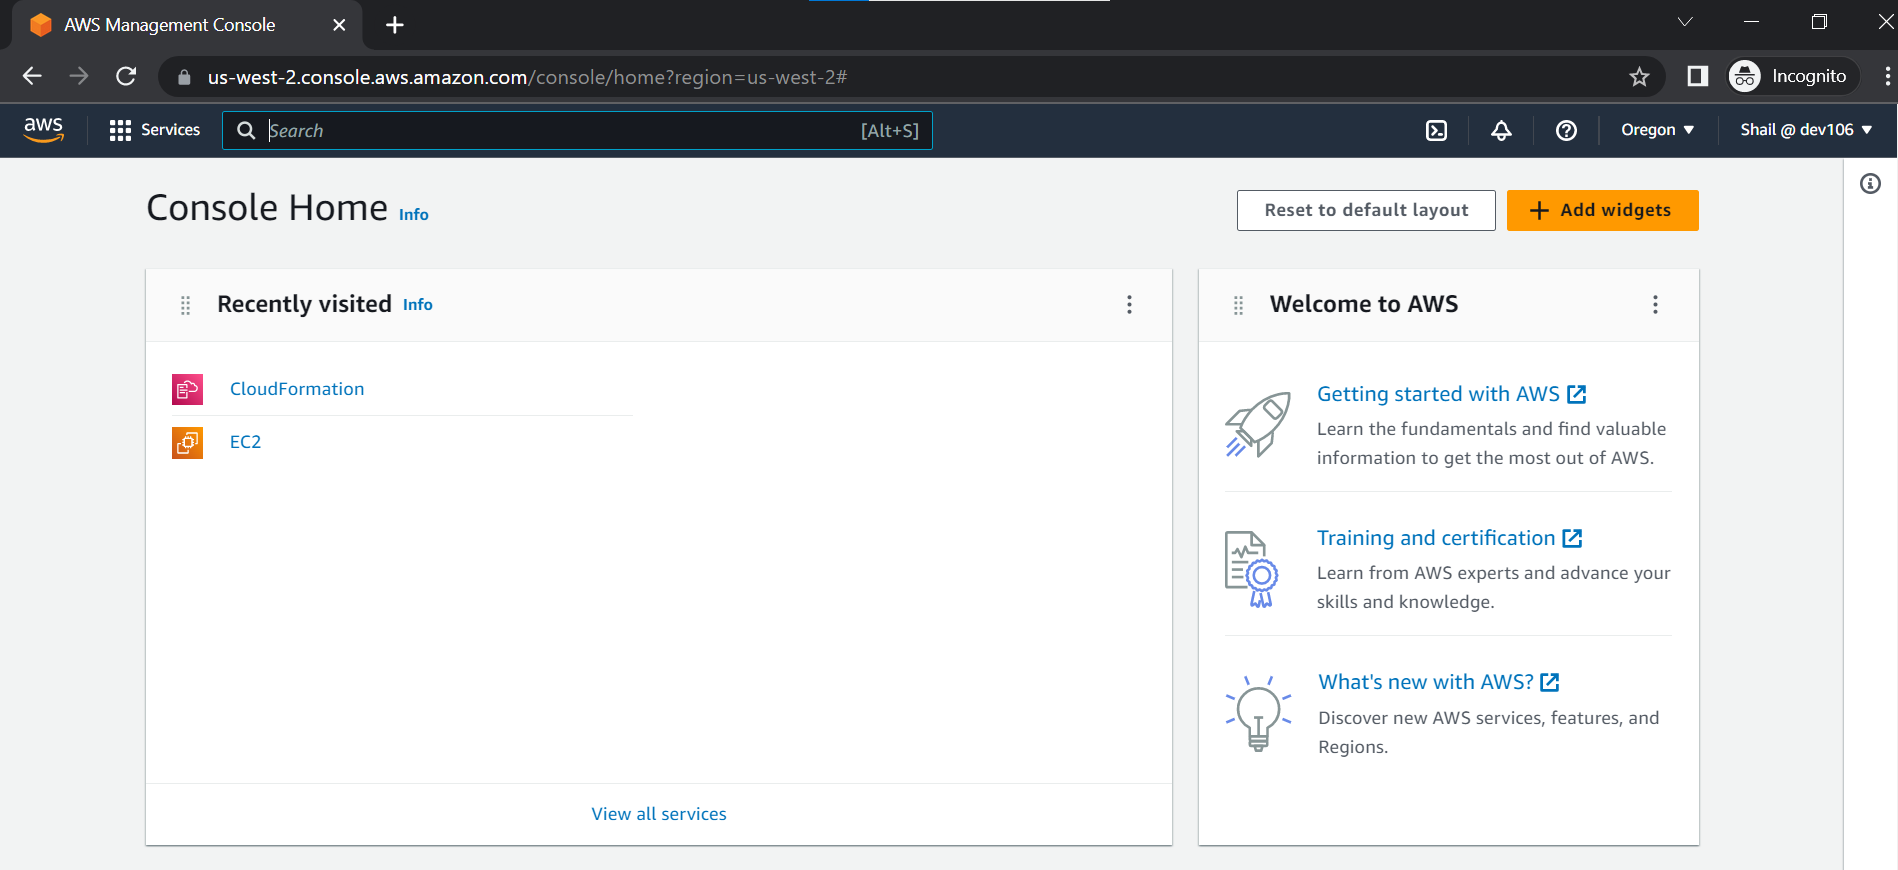 AWS Management Console
us-west-2.console.aws.amazon.com/console/home?region=us-west-2#
Incognito
aws
Services
Search
[Alt+S]
Oregon
Shail @ dev106
Console Home Info
Reset to default layout
Add widgets
Recently visited Info
CloudFormation
EC2
View all services
Welcome to AWS
Getting started with AWS
Learn the fundamentals and find valuable
information to get the most out of AWS.
Training and certification
Learn from AWS experts and advance your
skills and knowledge.
What's new with AWS?
Discover new AWS services, features, and
Regions.